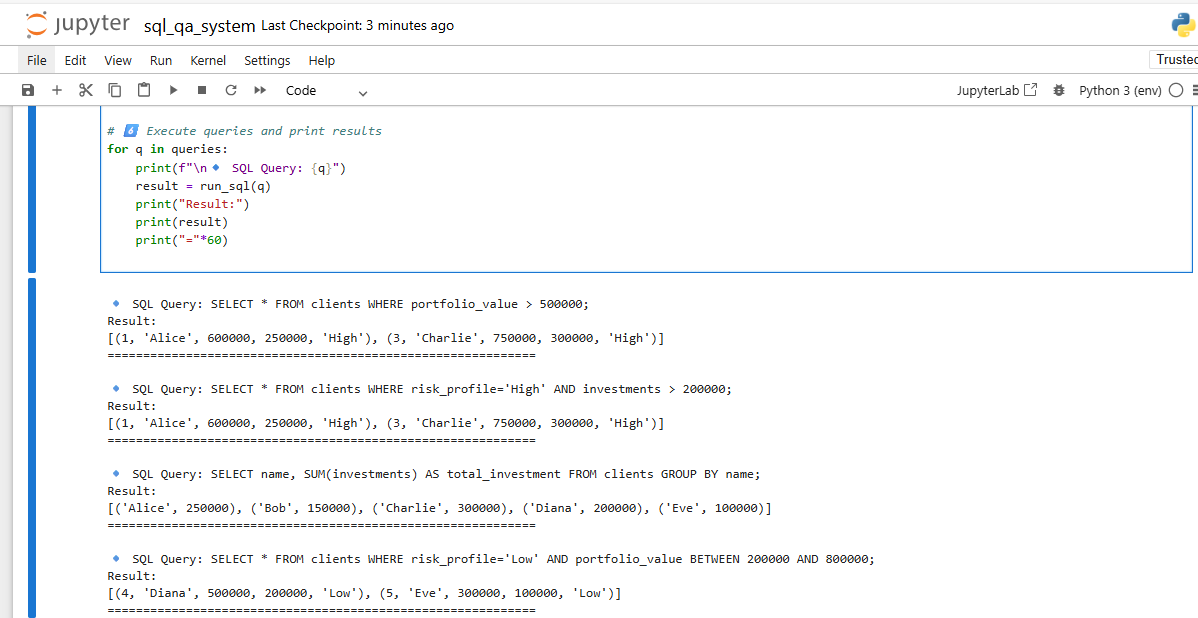 jupyter sql_qa_system Last Checkpoint: 3 minutes ago
File Edit View Run Kernel Settings Help
Trusted
Code
JupyterLab Python 3 (env)
# 6️⃣ Execute queries and print results
for q in queries:
    print(f"\n🔹 SQL Query: {q}")
    result = run_sql(q)
    print("Result:")
    print(result)
    print("="*60)
🔹 SQL Query: SELECT * FROM clients WHERE portfolio_value > 500000;
Result:
[(1, 'Alice', 600000, 250000, 'High'), (3, 'Charlie', 750000, 300000, 'High')]
============================================================
🔹 SQL Query: SELECT * FROM clients WHERE risk_profile='High' AND investments > 200000;
Result:
[(1, 'Alice', 600000, 250000, 'High'), (3, 'Charlie', 750000, 300000, 'High')]
============================================================
🔹 SQL Query: SELECT name, SUM(investments) AS total_investment FROM clients GROUP BY name;
Result:
[('Alice', 250000), ('Bob', 150000), ('Charlie', 300000), ('Diana', 200000), ('Eve', 100000)]
============================================================
🔹 SQL Query: SELECT * FROM clients WHERE risk_profile='Low' AND portfolio_value BETWEEN 200000 AND 800000;
Result:
[(4, 'Diana', 500000, 200000, 'Low'), (5, 'Eve', 300000, 100000, 'Low')]
============================================================